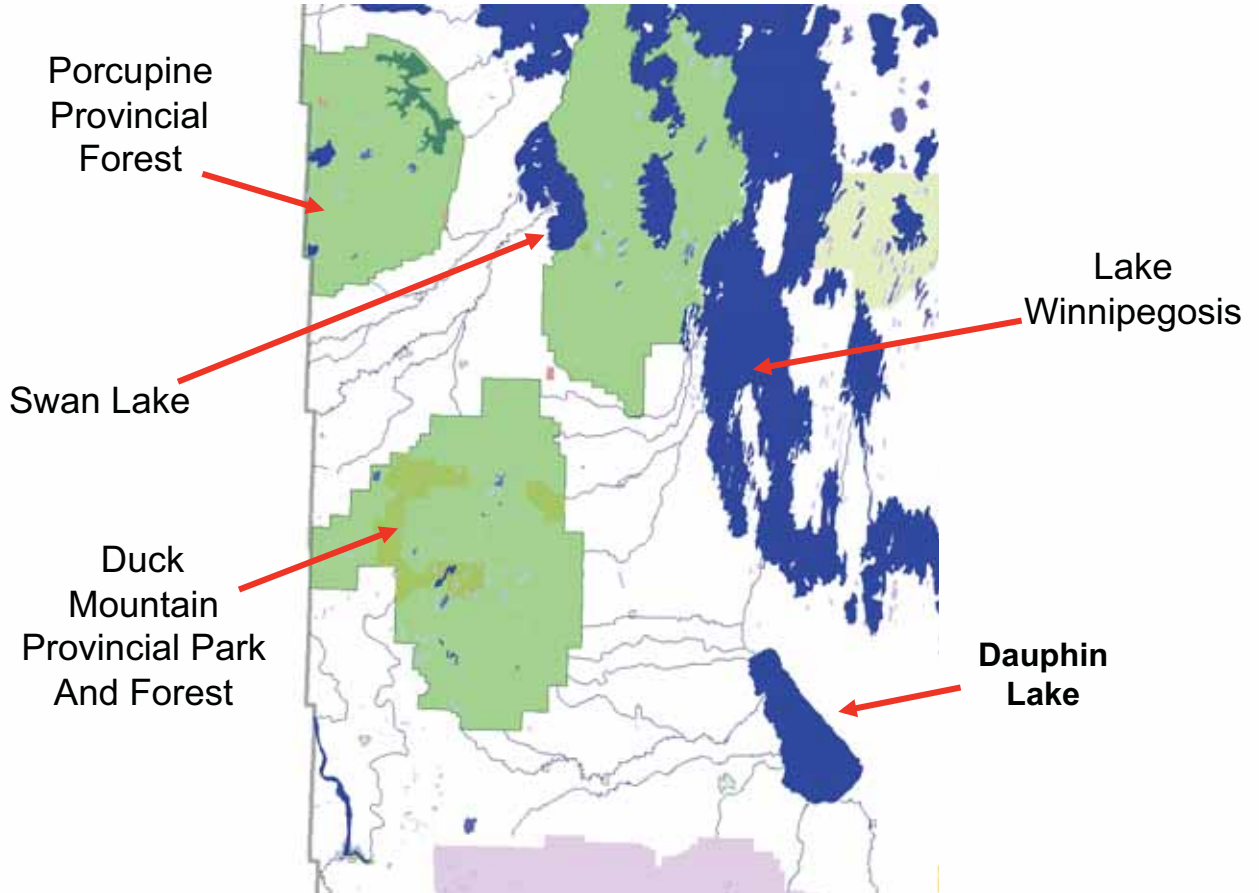 Porcupine
Provincial
Forest
Lake
Winnipegosis
Swan Lake
Duck
Mountain
Provincial Park
And Forest
Dauphin
Lake